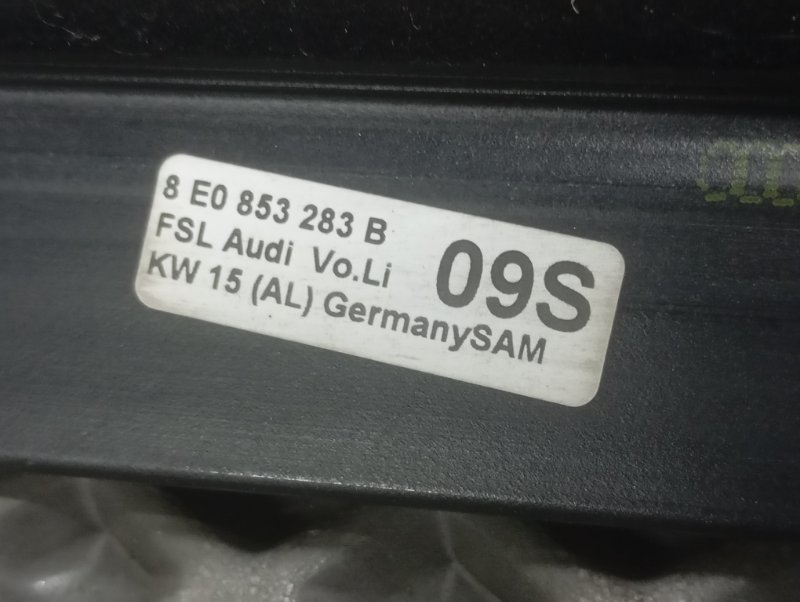 8 E0 853 283 B
FSL Audi Vo.Li 09S
KW 15 (AL) GermanySAM